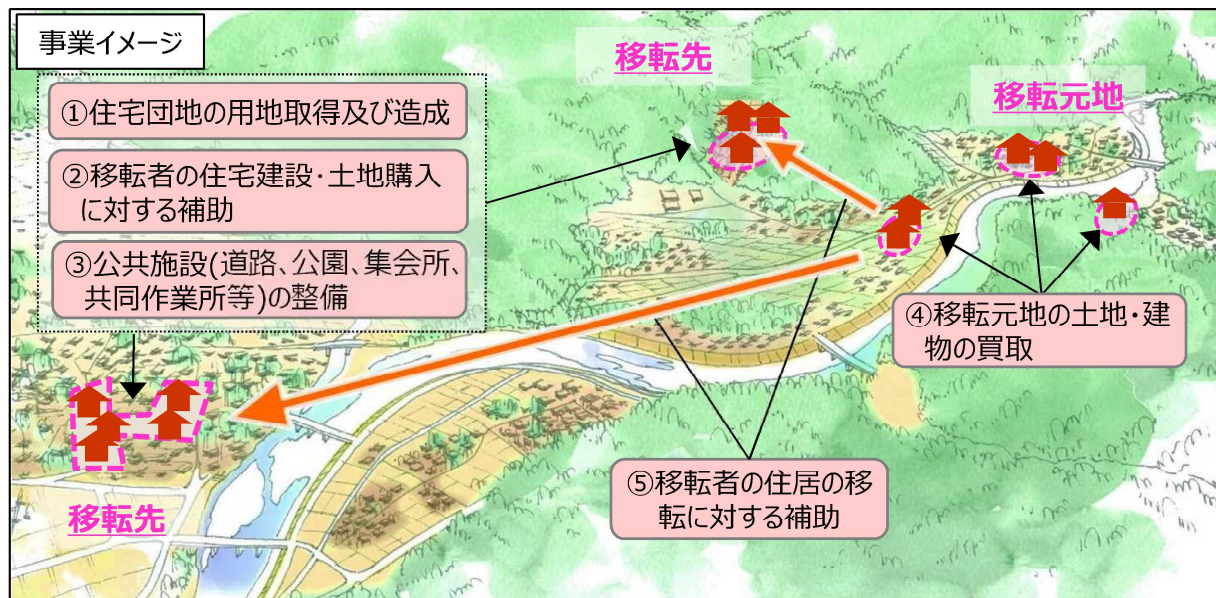 事業イメージ
移転先
移転元地
①住宅団地の用地取得及び造成
②移転者の住宅建設・土地購入
に対する補助
③公共施設(道路、公園、集会所、
共同作業所等)の整備
④移転元地の土地・建
物の買取
⑤移転者の住居の移
転に対する補助
移転先